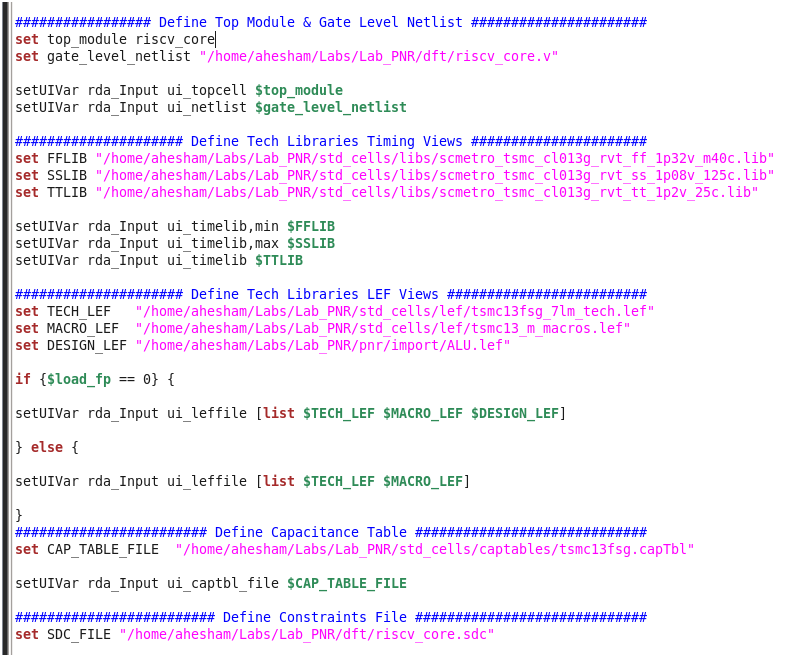 ################# Define Top Module & Gate Level Netlist ######################
set top_module riscv_core
set gate_level_netlist "/home/ahesham/Labs/Lab_PNR/dft/riscv_core.v"
setUIVar rda_Input ui_topcell $top_module
setUIVar rda_Input ui_netlist $gate_level_netlist
##################### Define Tech Libraries Timing Views ######################
set FFLIB "/home/ahesham/Labs/Lab_PNR/std_cells/libs/scmetro_tsmc_cl013g_rvt_ff_1p32v_m40c.lib"
set SSLIB "/home/ahesham/Labs/Lab_PNR/std_cells/libs/scmetro_tsmc_cl013g_rvt_ss_1p08v_125c.lib"
set TTLIB "/home/ahesham/Labs/Lab_PNR/std_cells/libs/scmetro_tsmc_cl013g_rvt_tt_1p2v_25c.lib"
setUIVar rda_Input ui_timelib,min $FFLIB
setUIVar rda_Input ui_timelib,max $SSLIB
setUIVar rda_Input ui_timelib $TTLIB
##################### Define Tech Libraries LEF Views #########################
set TECH_LEF   "/home/ahesham/Labs/Lab_PNR/std_cells/lef/tsmc13fsg_7lm_tech.lef"
set MACRO_LEF  "/home/ahesham/Labs/Lab_PNR/std_cells/lef/tsmc13_m_macros.lef"
set DESIGN_LEF "/home/ahesham/Labs/Lab_PNR/pnr/import/ALU.lef"
if {$load_fp == 0} {
setUIVar rda_Input ui_leffile [list $TECH_LEF $MACRO_LEF $DESIGN_LEF]
} else {
setUIVar rda_Input ui_leffile [list $TECH_LEF $MACRO_LEF]
}
######################## Define Capacitance Table #############################
set CAP_TABLE_FILE  "/home/ahesham/Labs/Lab_PNR/std_cells/captables/tsmc13fsg.capTbl"
setUIVar rda_Input ui_captbl_file $CAP_TABLE_FILE
######################### Define Constraints File #############################
set SDC_FILE "/home/ahesham/Labs/Lab_PNR/dft/riscv_core.sdc"